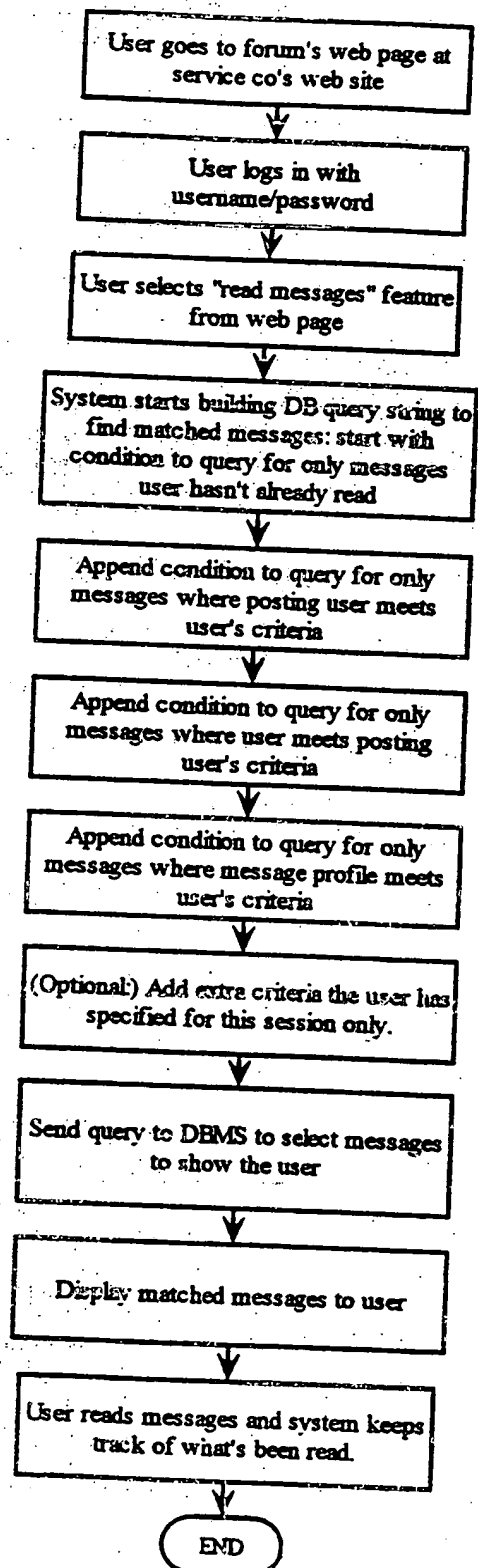 User goes to forum's web page at
service co's web site
User logs in with
username/password
User selects "read messages" feature
from web page
System starts building DB query string to
find matched messages: start with
condition to query for only messages
user hasn't already read
Append condition to query for only
messages where posting user meets
user's criteria
Append condition to query for only
messages where user meets posting
user's criteria
Append condition to query for only
messages where message profile meets
user's criteria
(Optional:) Add extra criteria the user has
specified for this session only.
Send query to DBMS to select messages
to show the user
Display matched messages to user
User reads messages and system keeps
track of what's been read.
END